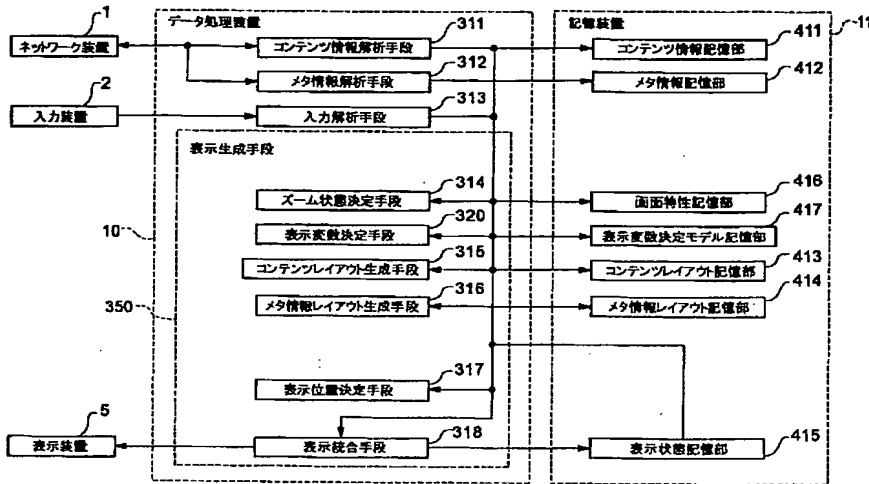 データ処理装置
記憶装置
11
1
ネットワーク装置
311
コンテンツ情報解析手段
411
コンテンツ情報記憶部
312
メタ情報解析手段
412
メタ情報記憶部
2
入力装置
313
入力解析手段
表示生成手段
314
ズーム状態決定手段
416
画面特性記憶部
10
320
表示変数決定手段
417
表示変数決定モデル記憶部
315
コンテンツレイアウト生成手段
413
コンテンツレイアウト記憶部
350
316
メタ情報レイアウト生成手段
414
メタ情報レイアウト記憶部
317
表示位置決定手段
5
表示装置
318
表示統合手段
415
表示状態記憶部